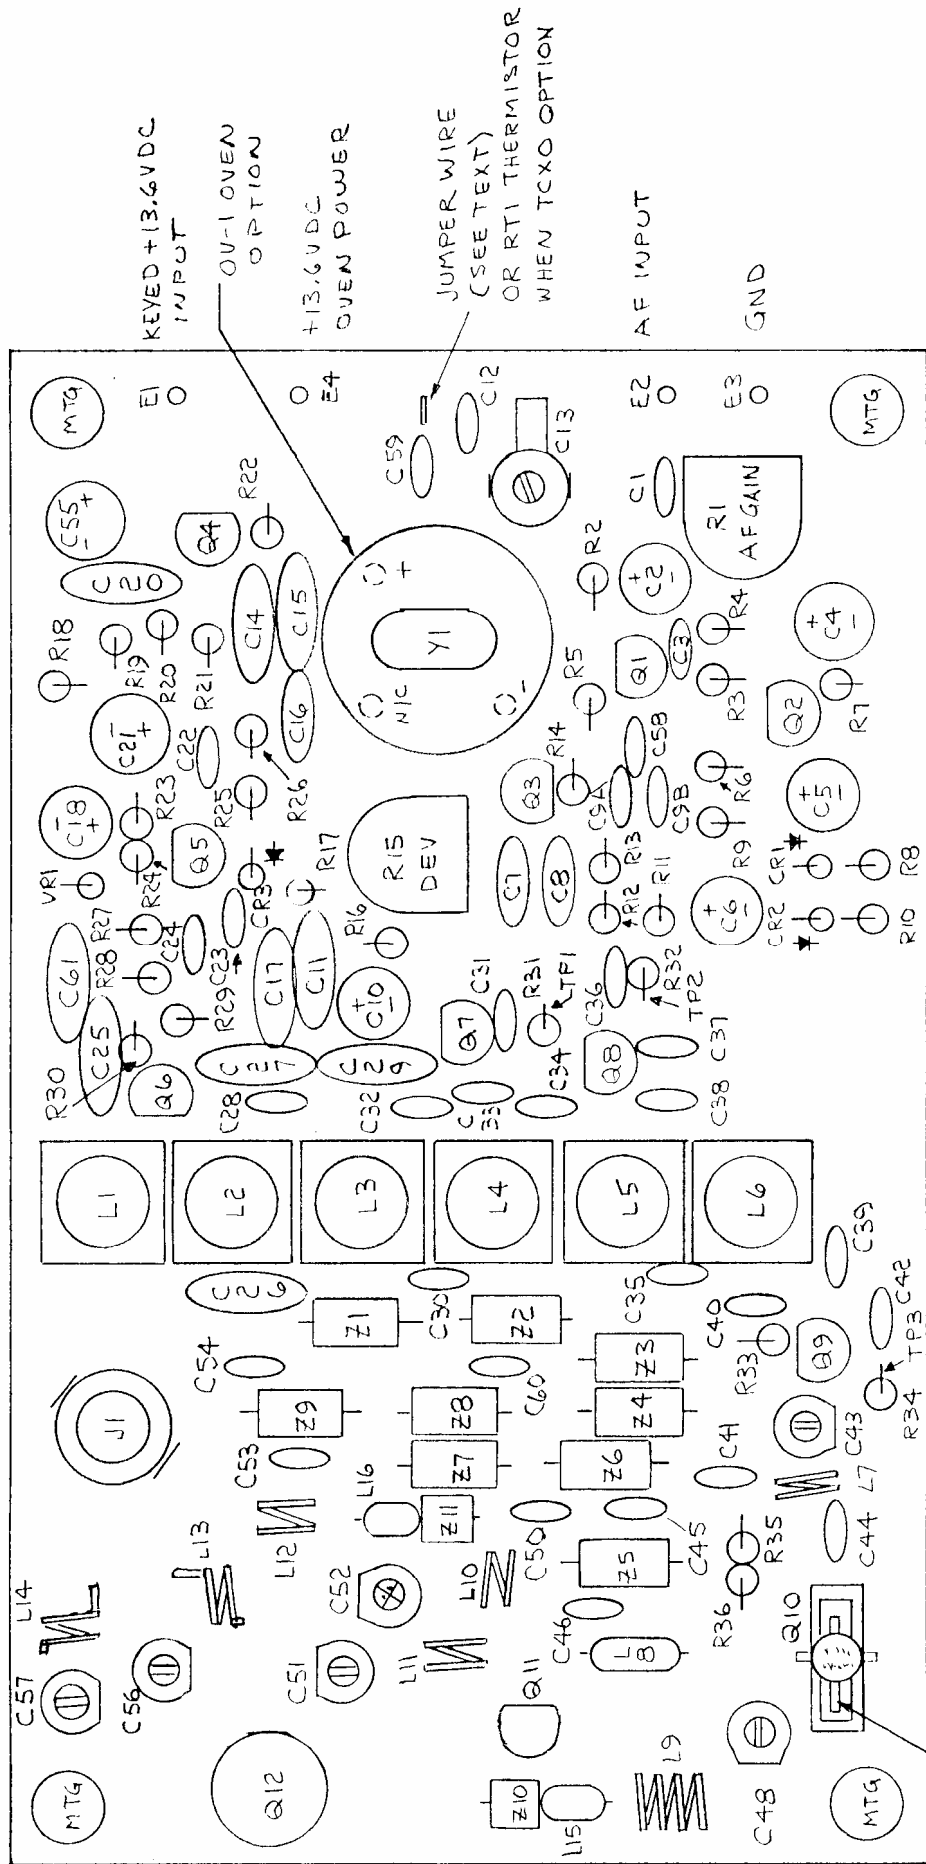 KEYED +13.6VDC
INPUT
OV-1 OVEN
OPTION
+13.6VDC
OVEN POWER
JUMPER WIRE
(SEE TEXT)
OR RT1 THERMISTOR
WHEN TCXO OPTION
AF INPUT
GND
MTG
E1
E4
E2
E3
MTG
C55
+
-
R22
C59
C12
C13
C1
R1
AF GAIN
C20
Q4
R18
R19
R20
R21
C14
C15
C16
Y1
+
N/C
-
R2
+
C2
-
R4
Q1
C3
R5
R3
+
C4
-
C21
-
+
C22
R26
R14
C5B
Q2
R7
C18
-
+
R23
R25
Q3
C9A
C9B
R6
+
C5
-
VR1
R24
Q5
CR3
R17
R15
DEV
C7
C8
R13
R11
R9
CR1
R8
C61
R27
R28
C24
C23
C17
C11
R16
R12
+
C6
-
CR2
R10
C25
R29
+
C10
-
C31
R31
TP1
C36
R32
TP2
R30
Q6
C27
C29
Q7
C34
Q8
C37
C28
C32
C33
C38
L1
L2
L3
L4
L5
L6
C26
C30
C35
C39
Z1
Z2
C40
C42
C54
C60
Z3
R33
Q9
TP3
J1
Z9
Z8
Z4
R34
C53
Z7
Z6
C41
C43
L16
L7
L12
Z11
C50
C45
C44
L13
C52
L10
Z5
R35
L14
C46
R36
Q10
C57
C56
C51
L11
Q11
L8
MTG
Q12
Z10
L15
L9
C48
MTG